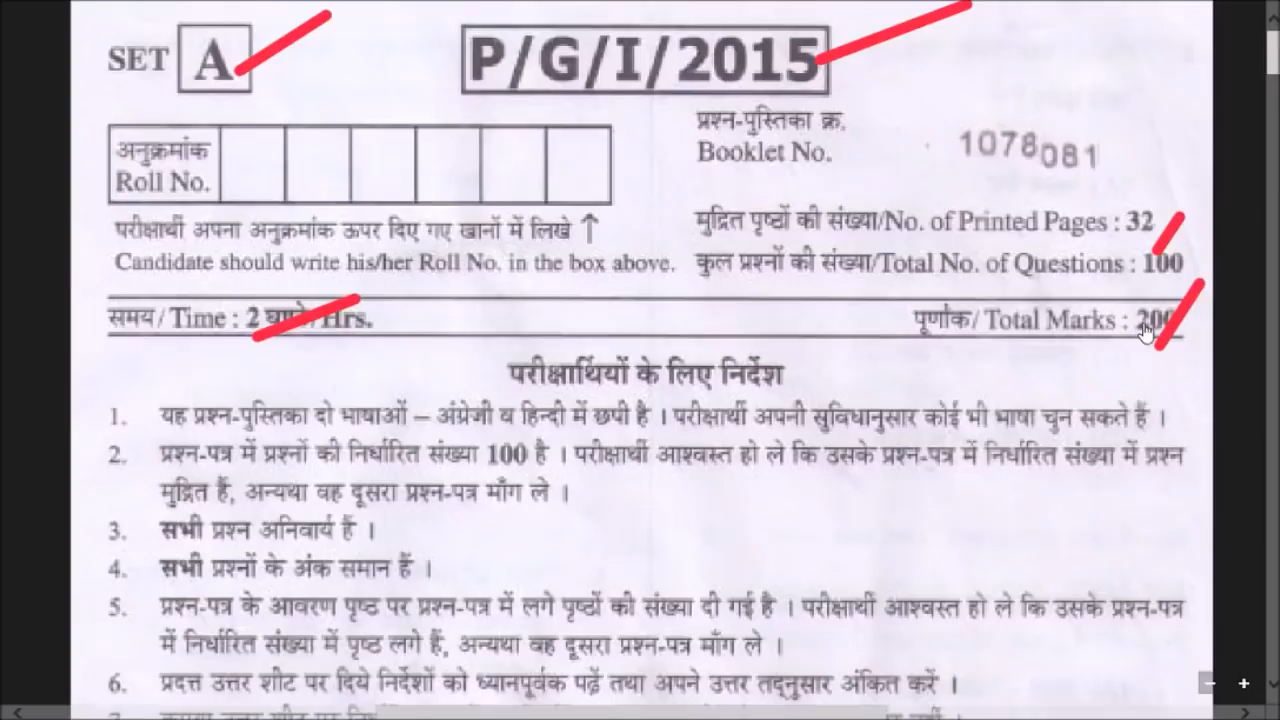 SET A
P/G/I/2015
अनुक्रमांक
Roll No.
प्रश्न-पुस्तिका क्र.
Booklet No.
1078081
परीक्षार्थी अपना अनुक्रमांक ऊपर दिए गए खानों में लिखे ↑
Candidate should write his/her Roll No. in the box above.
मुद्रित पृष्ठों की संख्या/No. of Printed Pages : 32
कुल प्रश्नों की संख्या/Total No. of Questions : 100
समय/ Time : 2 घण्टे/ Hrs.
पूर्णांक/ Total Marks : 200
परीक्षार्थियों के लिए निर्देश
1. यह प्रश्न-पुस्तिका दो भाषाओं – अंग्रेजी व हिन्दी में छपी है । परीक्षार्थी अपनी सुविधानुसार कोई भी भाषा चुन सकते हैं ।
2. प्रश्न-पत्र में प्रश्नों की निर्धारित संख्या 100 है । परीक्षार्थी आश्वस्त हो ले कि उसके प्रश्न-पत्र में निर्धारित संख्या में प्रश्न
मुद्रित हैं, अन्यथा वह दूसरा प्रश्न-पत्र माँग ले ।
3. सभी प्रश्न अनिवार्य हैं ।
4. सभी प्रश्नों के अंक समान हैं ।
5. प्रश्न-पत्र के आवरण पृष्ठ पर प्रश्न-पत्र में लगे पृष्ठों की संख्या दी गई है । परीक्षार्थी आश्वस्त हो ले कि उसके प्रश्न-पत्र
में निर्धारित संख्या में पृष्ठ लगे हैं, अन्यथा वह दूसरा प्रश्न-पत्र माँग ले ।
6. प्रदत्त उत्तर शीट पर दिये निर्देशों को ध्यानपूर्वक पढ़ें तथा अपने उत्तर तद्नुसार अंकित करें ।